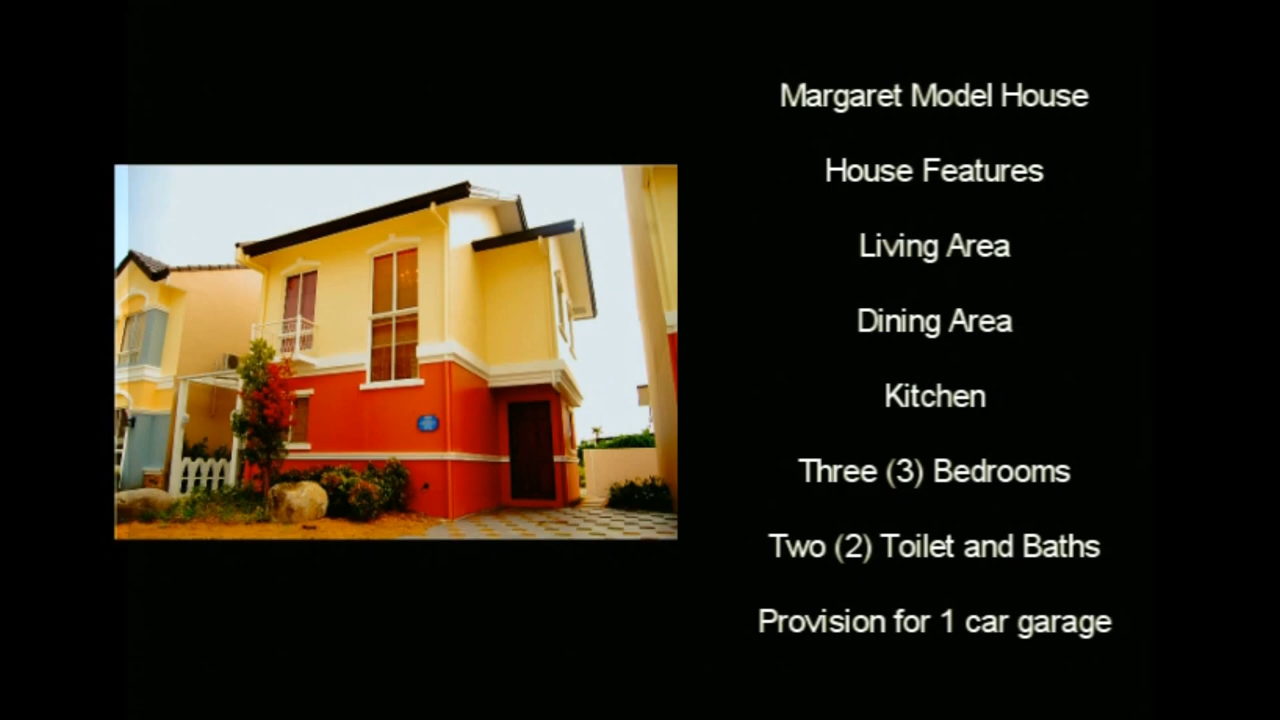 Margaret Model House
House Features
Living Area
Dining Area
Kitchen
Three (3) Bedrooms
Two (2) Toilet and Baths
Provision for 1 car garage